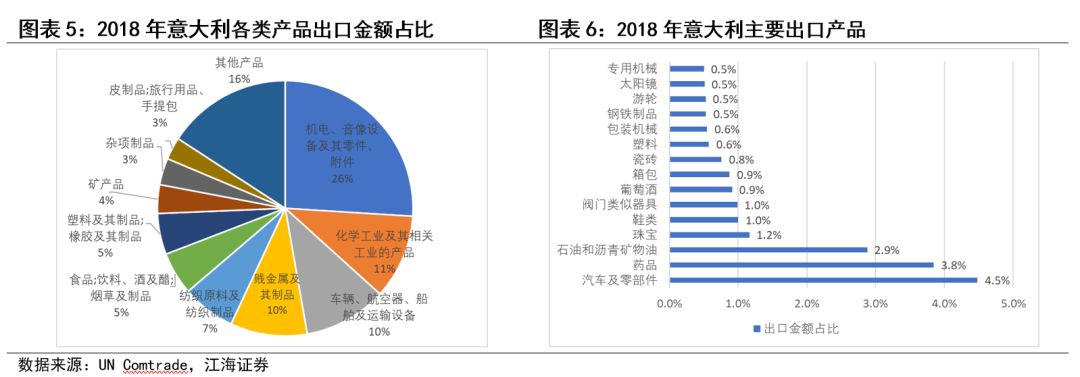 图表 5：2018 年意大利各类产品出口金额占比
其他产品
16%
皮制品;旅行用品、
手提包
3%
杂项制品
3%
矿产品
4%
塑料及其制品;
橡胶及其制品
5%
食品;饮料、酒及醋;
烟草及制品
5%
纺织原料及
纺织制品
7%
贱金属及
其制品
10%
车辆、航空器、船
舶及运输设备
10%
化学工业及其相关
工业的产品
11%
机电、音像设
备及其零件、
附件
26%
图表 6：2018 年意大利主要出口产品
专用机械 0.5%
太阳镜 0.5%
游轮 0.5%
钢铁制品 0.5%
包装机械 0.6%
塑料 0.6%
瓷砖 0.8%
箱包 0.9%
葡萄酒 0.9%
阀门类似器具 1.0%
鞋类 1.0%
珠宝 1.2%
石油和沥青矿物油 2.9%
药品 3.8%
汽车及零部件 4.5%
0.0% 1.0% 2.0% 3.0% 4.0% 5.0%
出口金额占比
数据来源：UN Comtrade，江海证券